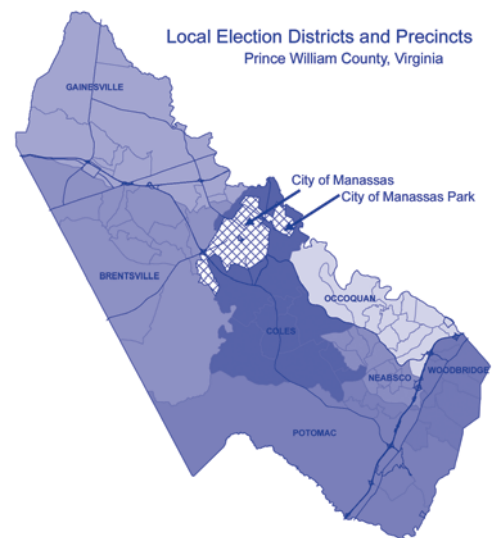 Local Election Districts and Precincts
Prince William County, Virginia
GAINESVILLE
City of Manassas
City of Manassas Park
BRENTSVILLE
OCCOQUAN
COLES
WOODBRIDGE
NEABSCO
POTOMAC